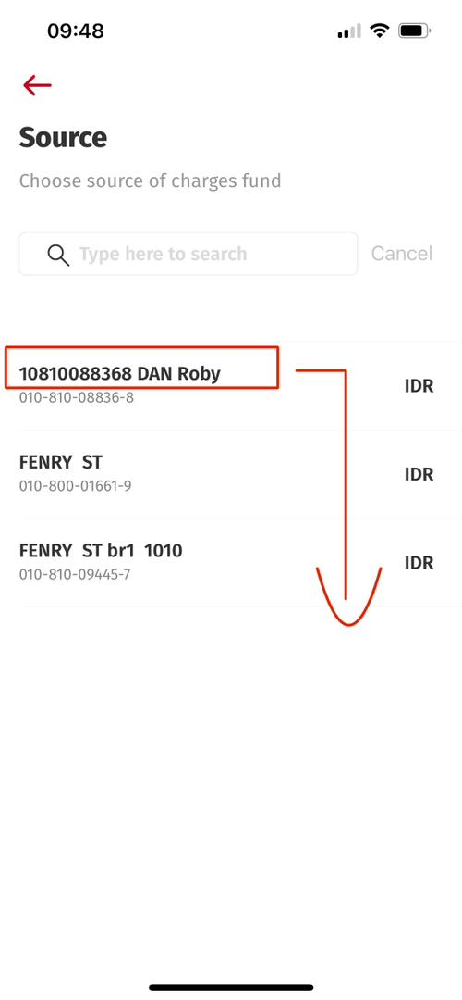 09:48
Source
Choose source of charges fund
Type here to search
Cancel
10810088368 DAN Roby
010-810-08836-8
IDR
FENRY  ST
010-800-01661-9
IDR
FENRY  ST br1  1010
010-810-09445-7
IDR